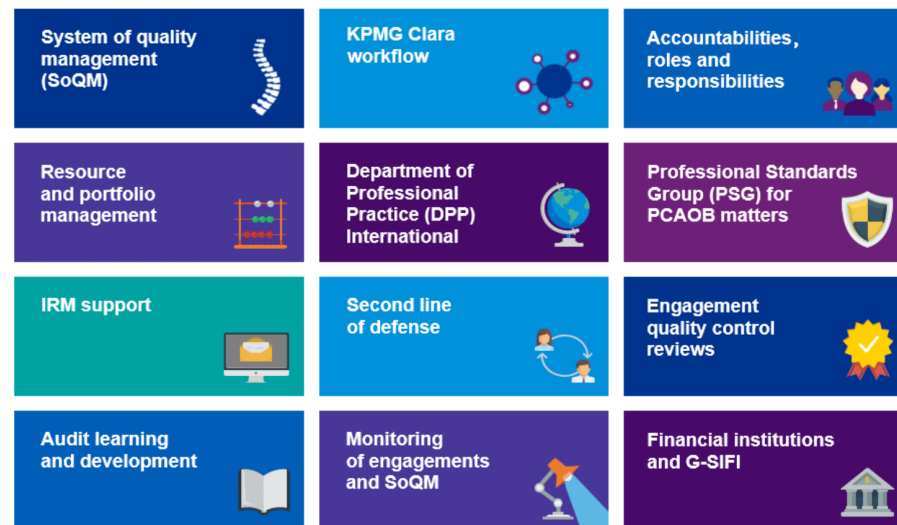 System of quality
management
(SoQM)
KPMG Clara
workflow
Accountabilities,
roles and
responsibilities
Resource
and portfolio
management
Department of
Professional
Practice (DPP)
International
Professional Standards
Group (PSG) for
PCAOB matters
IRM support
Second line
of defense
Engagement
quality control
reviews
Audit learning
and development
Monitoring
of engagements
and SoQM
Financial institutions
and G-SIFI